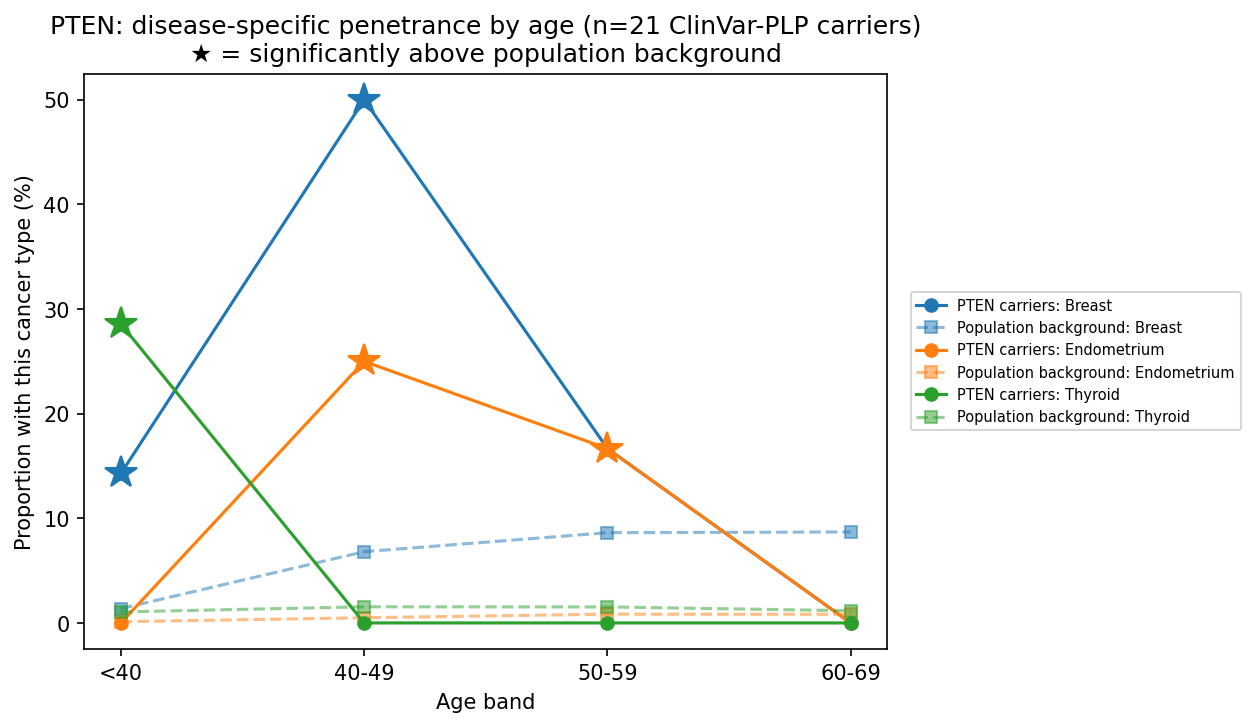 PTEN: disease-specific penetrance by age (n=21 ClinVar-PLP carriers)
★ = significantly above population background
Proportion with this cancer type (%)
50
40
30
20
10
0
<40
40-49
50-59
60-69
Age band
PTEN carriers: Breast
Population background: Breast
PTEN carriers: Endometrium
Population background: Endometrium
PTEN carriers: Thyroid
Population background: Thyroid